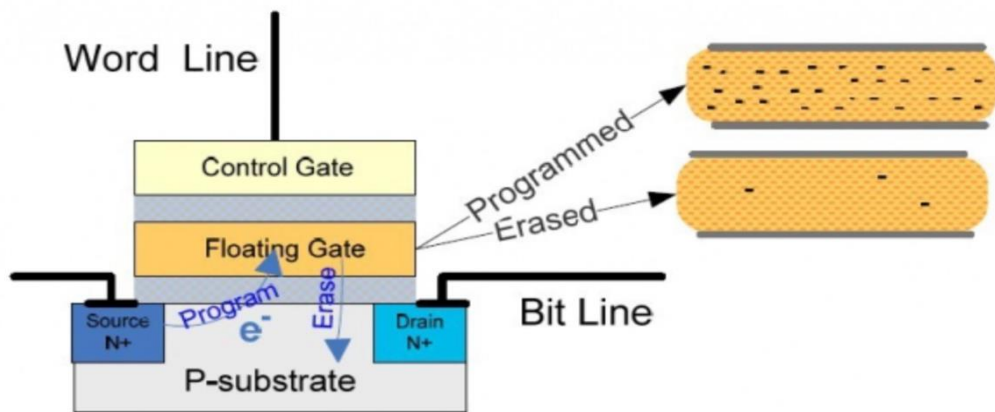 Word Line
Control Gate
Floating Gate
Programmed
Erased
Program
Erase
e-
Source
N+
Drain
N+
Bit Line
P-substrate